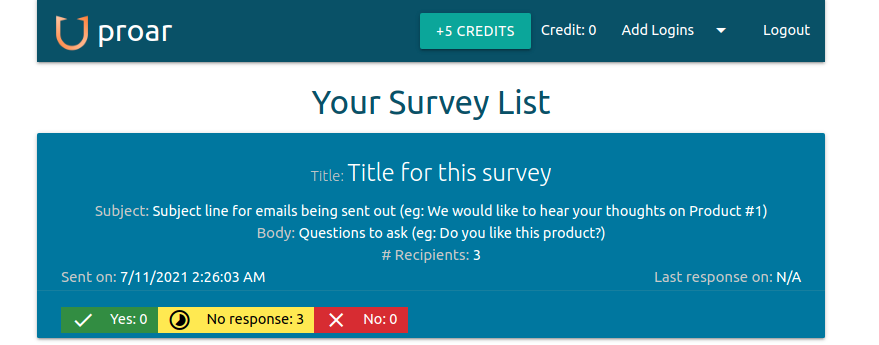 proar +5 CREDITS Credit: 0 Add Logins Logout
Your Survey List
Title: Title for this survey
Subject: Subject line for emails being sent out (eg: We would like to hear your thoughts on Product #1)
Body: Questions to ask (eg: Do you like this product?)
# Recipients: 3
Sent on: 7/11/2021 2:26:03 AM Last response on: N/A
Yes: 0 No response: 3 No: 0